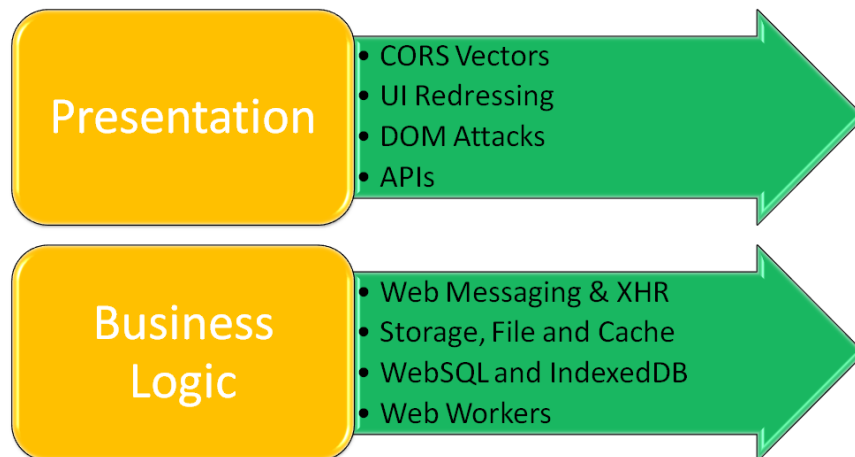 Presentation
• CORS Vectors
• UI Redressing
• DOM Attacks
• APIs
Business
Logic
• Web Messaging & XHR
• Storage, File and Cache
• WebSQL and IndexedDB
• Web Workers